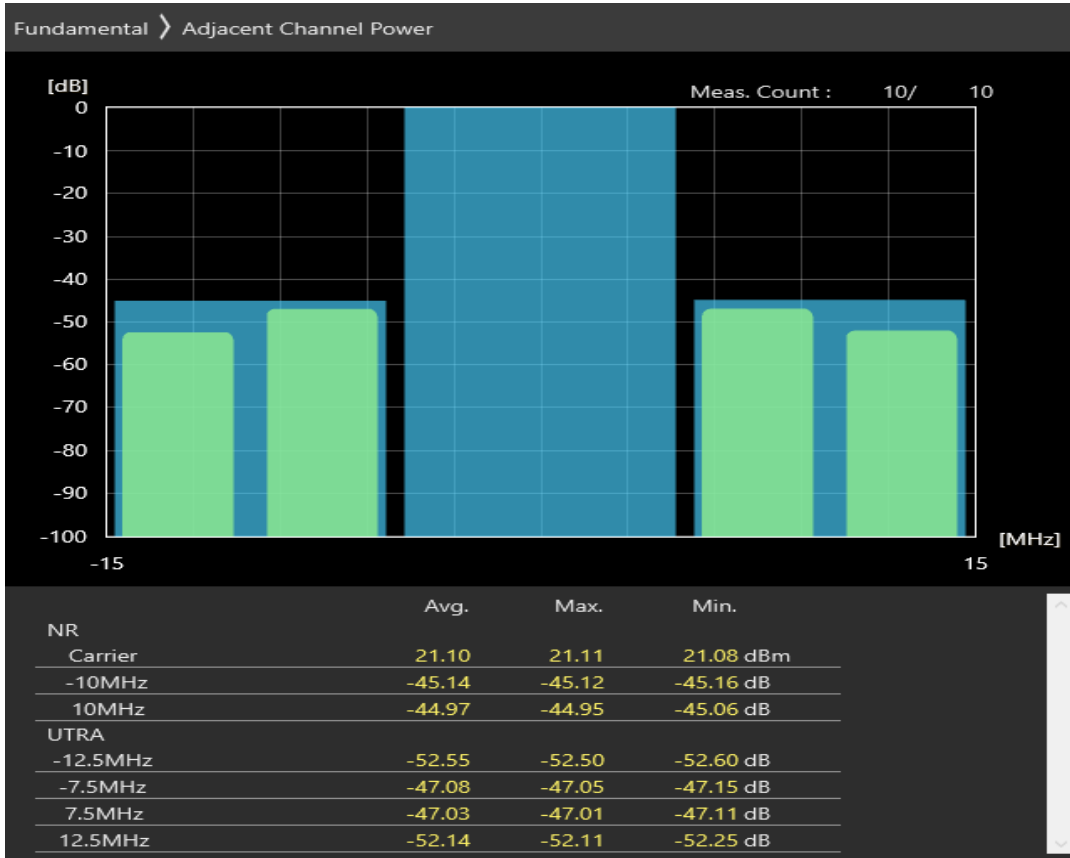 Fundamental 〉 Adjacent Channel Power
[dB]
Meas. Count : 10/ 10
0
-10
-20
-30
-40
-50
-60
-70
-80
-90
-100
[MHz]
-15 15
Avg. Max. Min.
NR
Carrier 21.10 21.11 21.08 dBm
-10MHz -45.14 -45.12 -45.16 dB
10MHz -44.97 -44.95 -45.06 dB
UTRA
-12.5MHz -52.55 -52.50 -52.60 dB
-7.5MHz -47.08 -47.05 -47.15 dB
7.5MHz -47.03 -47.01 -47.11 dB
12.5MHz -52.14 -52.11 -52.25 dB